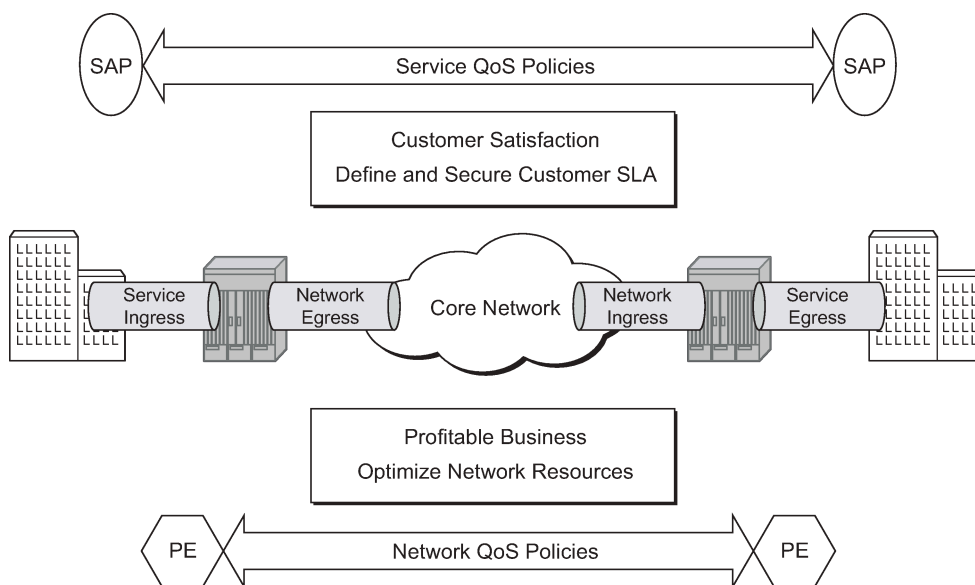 SAP
Service QoS Policies
SAP
Customer Satisfaction
Define and Secure Customer SLA
Service
Ingress
Network
Egress
Core Network
Network
Ingress
Service
Egress
Profitable Business
Optimize Network Resources
PE
Network QoS Policies
PE